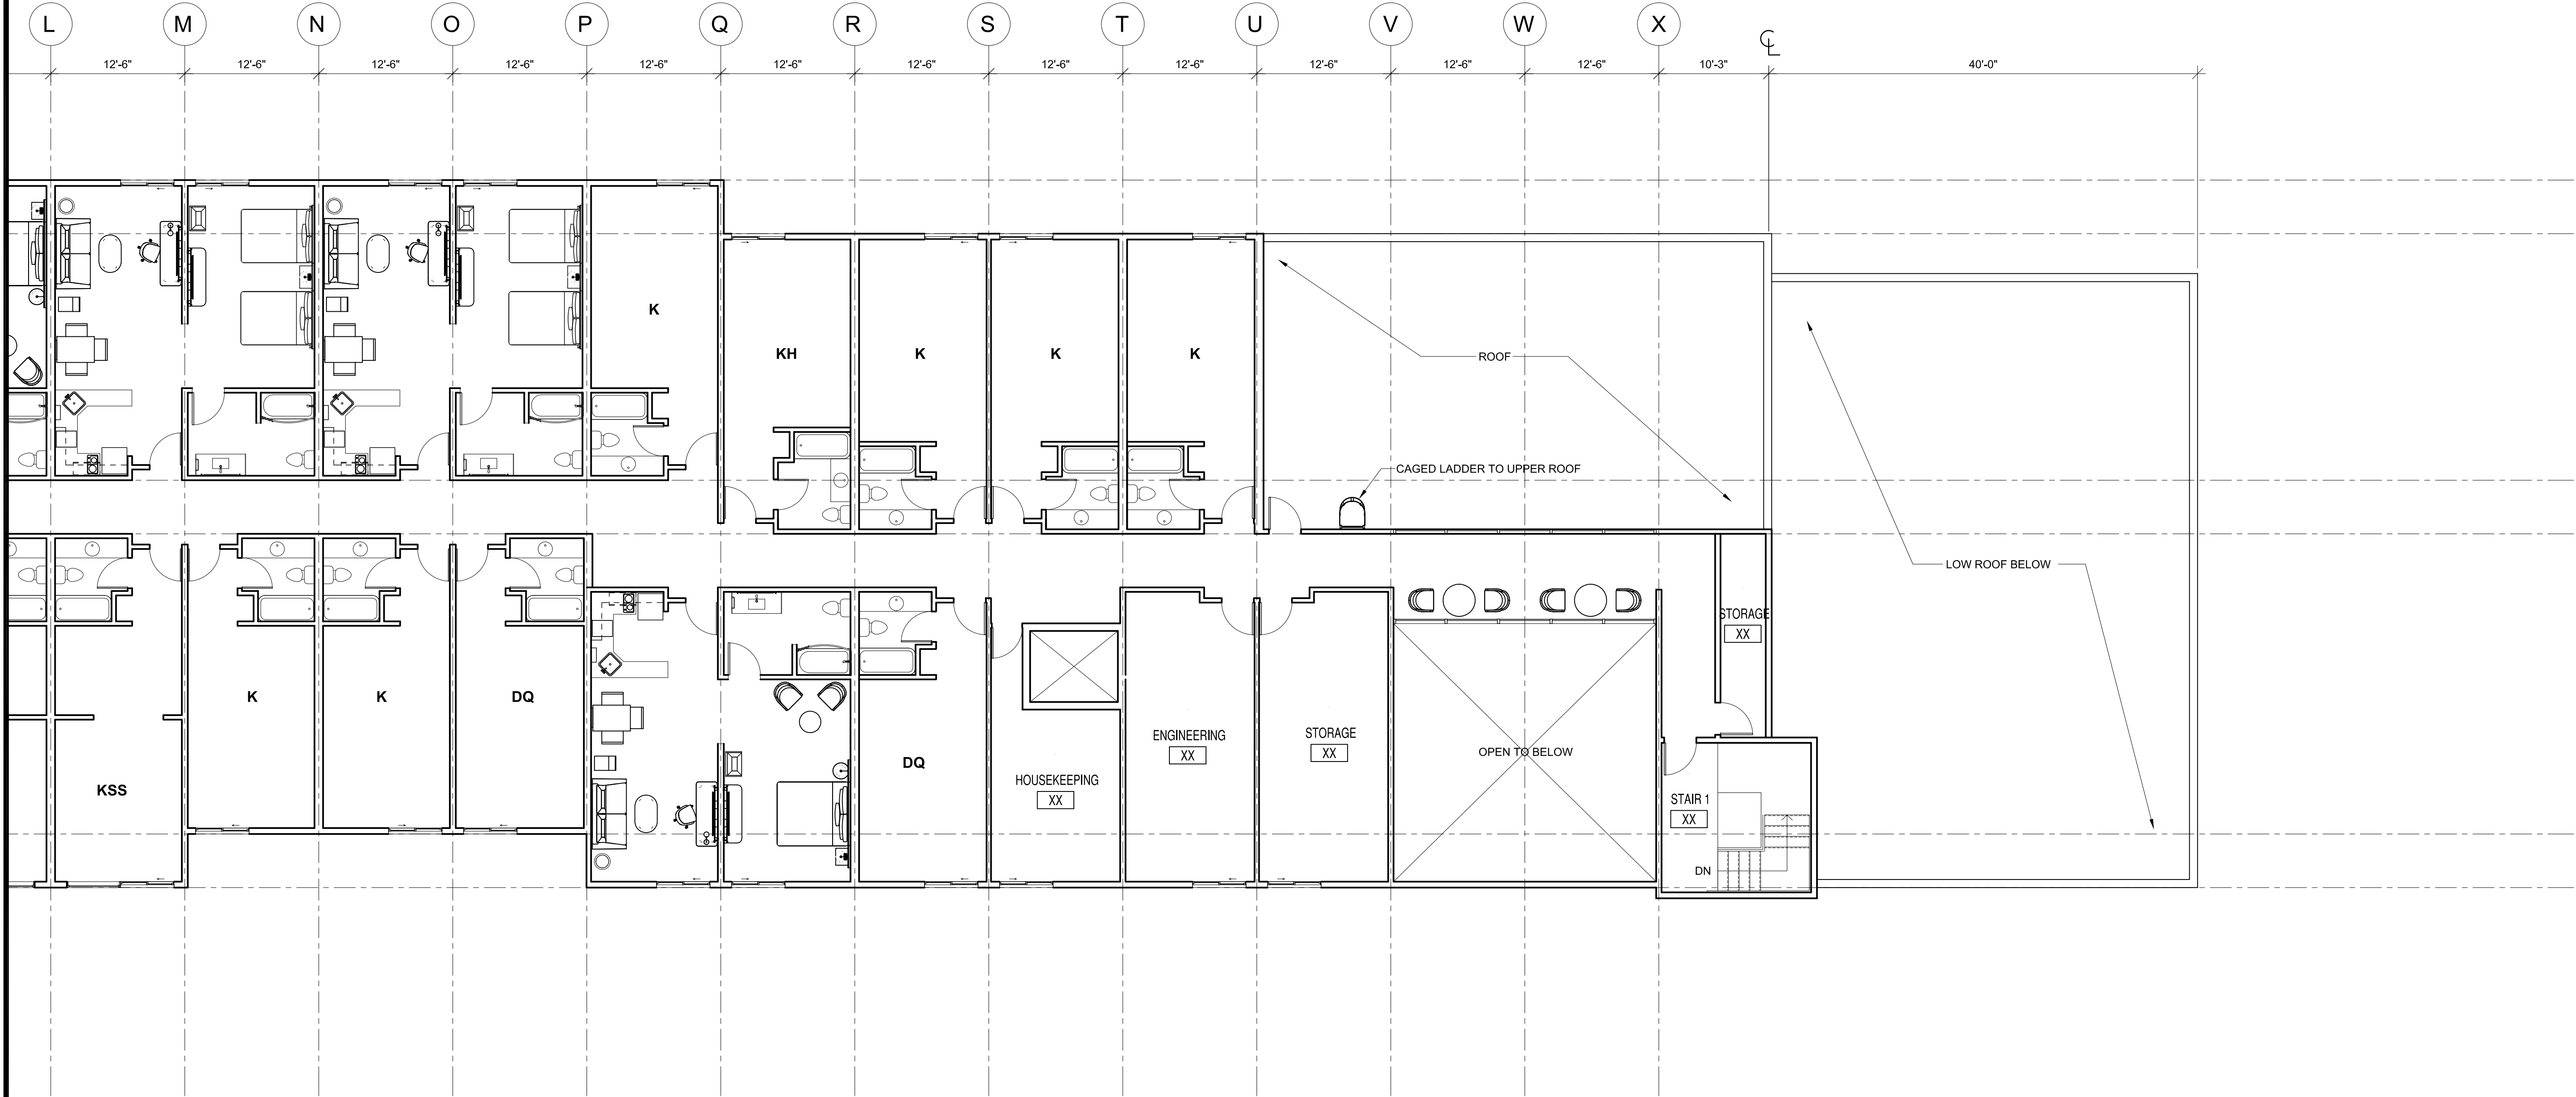 L M N O P Q R S T U V W X ℄
12'-6" 12'-6" 12'-6" 12'-6" 12'-6" 12'-6" 12'-6" 12'-6" 12'-6" 12'-6" 12'-6" 12'-6" 10'-3" 40'-0"
K
KH K K K
ROOF
CAGED LADDER TO UPPER ROOF
LOW ROOF BELOW
STORAGE
XX
K K DQ
ENGINEERING
XX
STORAGE
XX
OPEN TO BELOW
DQ
HOUSEKEEPING
XX
KSS
STAIR 1
XX
DN